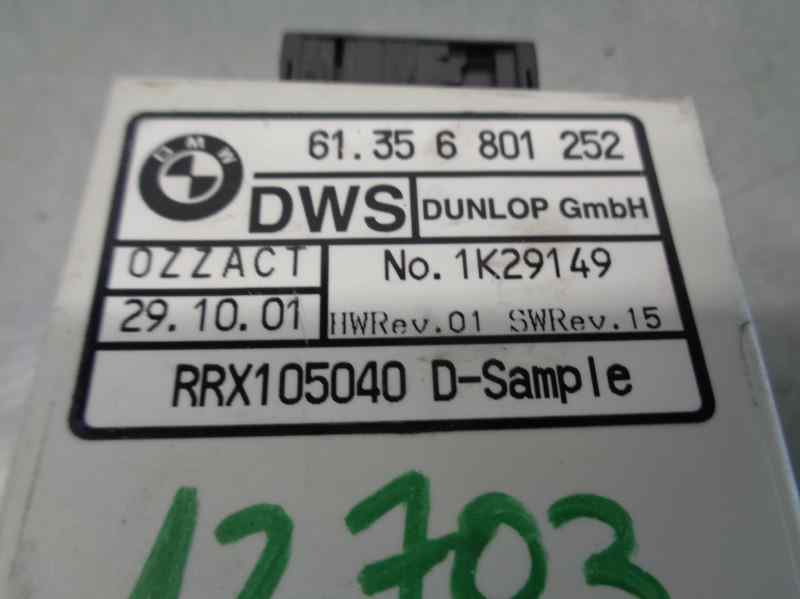 BMW
61.35 6 801 252
DWS
DUNLOP GmbH
OZZACT
No. 1K29149
29.10.01
HWRev.01 SWRev.15
RRX105040 D-Sample
12703